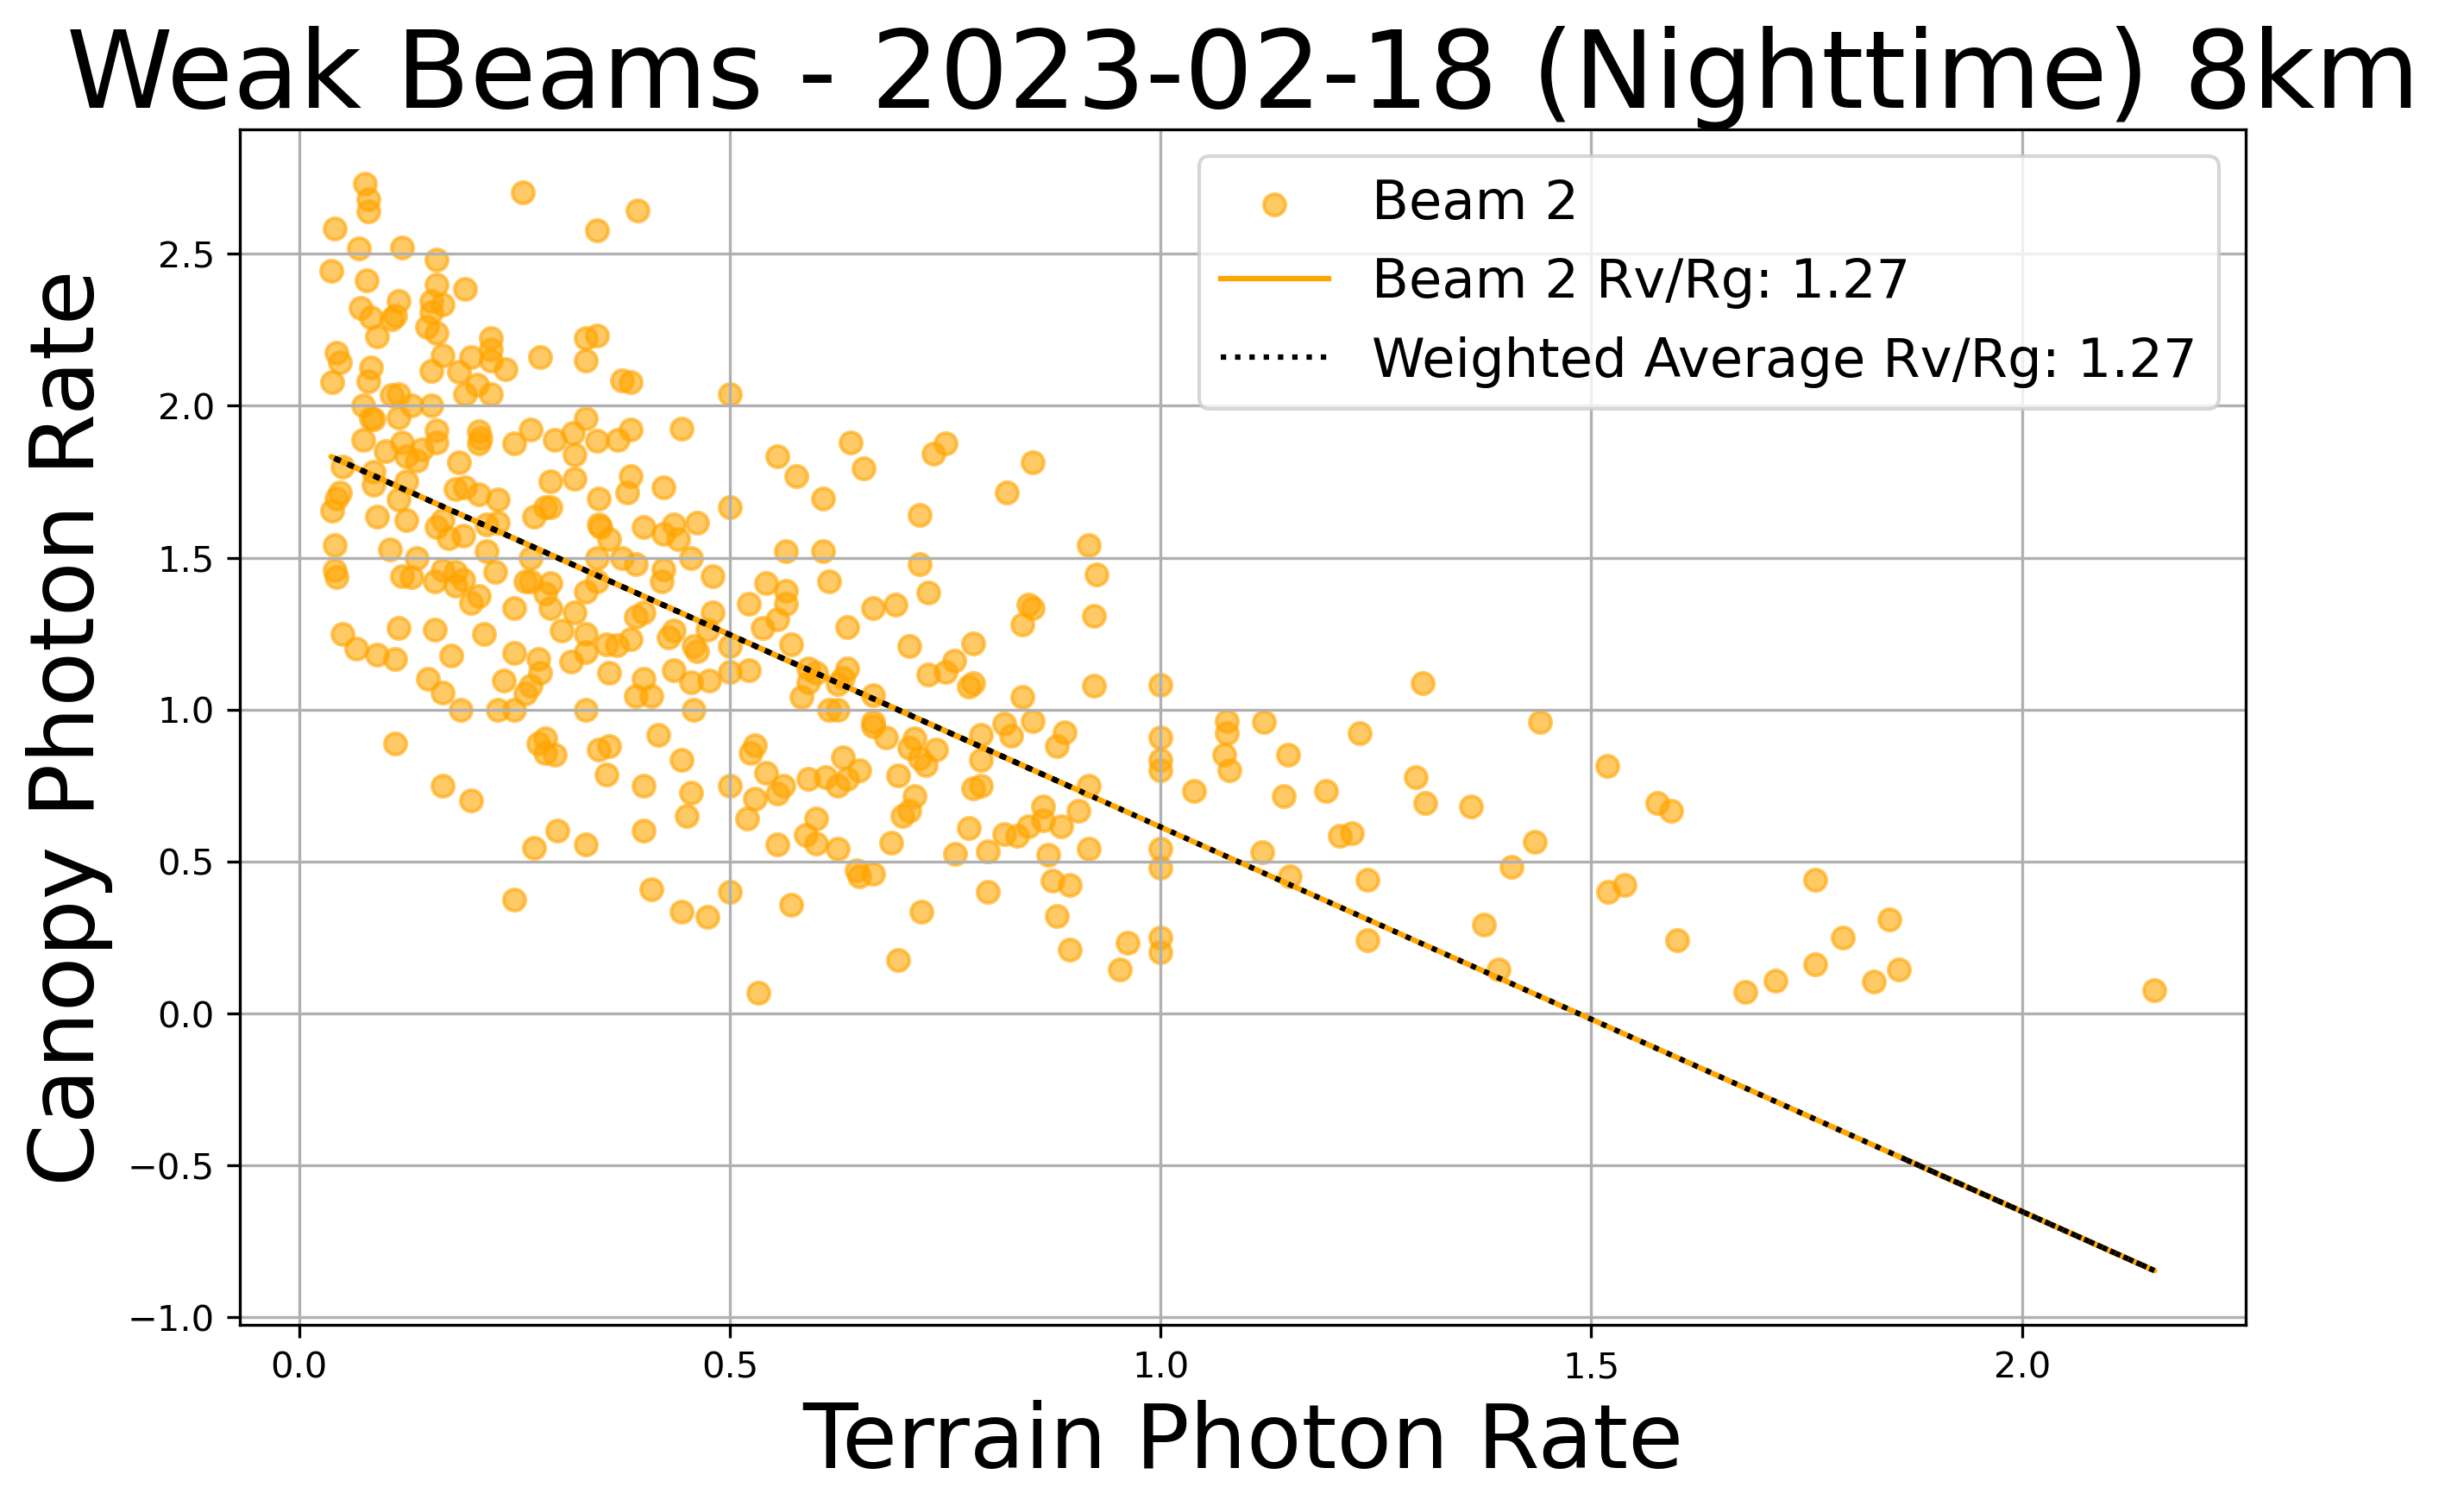 Weak Beams - 2023-02-18 (Nighttime) 8km
Beam 2
Beam 2 Rv/Rg: 1.27
Weighted Average Rv/Rg: 1.27
Canopy Photon Rate
2.5
2.0
1.5
1.0
0.5
0.0
−0.5
−1.0
0.0 0.5 1.0 1.5 2.0
Terrain Photon Rate